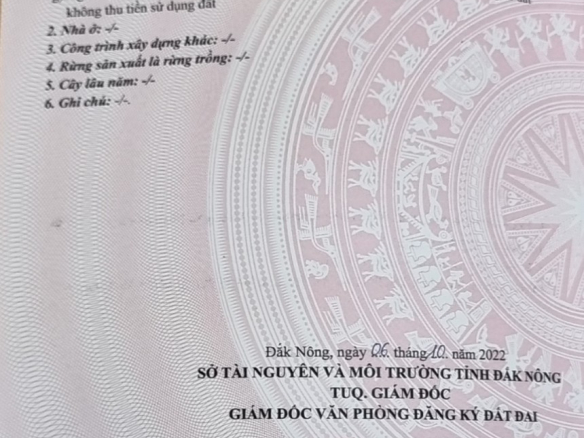 không thu tiền sử dụng đất
2. Nhà ở: -/-
3. Công trình xây dựng khác: -/-
4. Rừng sản xuất là rừng trồng: -/-
5. Cây lâu năm: -/-
6. Ghi chú: -/-.
Đắk Nông, ngày 06. tháng 10. năm 2022
SỞ TÀI NGUYÊN VÀ MÔI TRƯỜNG TỈNH ĐẮK NÔNG
TUQ. GIÁM ĐỐC
GIÁM ĐỐC VĂN PHÒNG ĐĂNG KÝ ĐẤT ĐAI